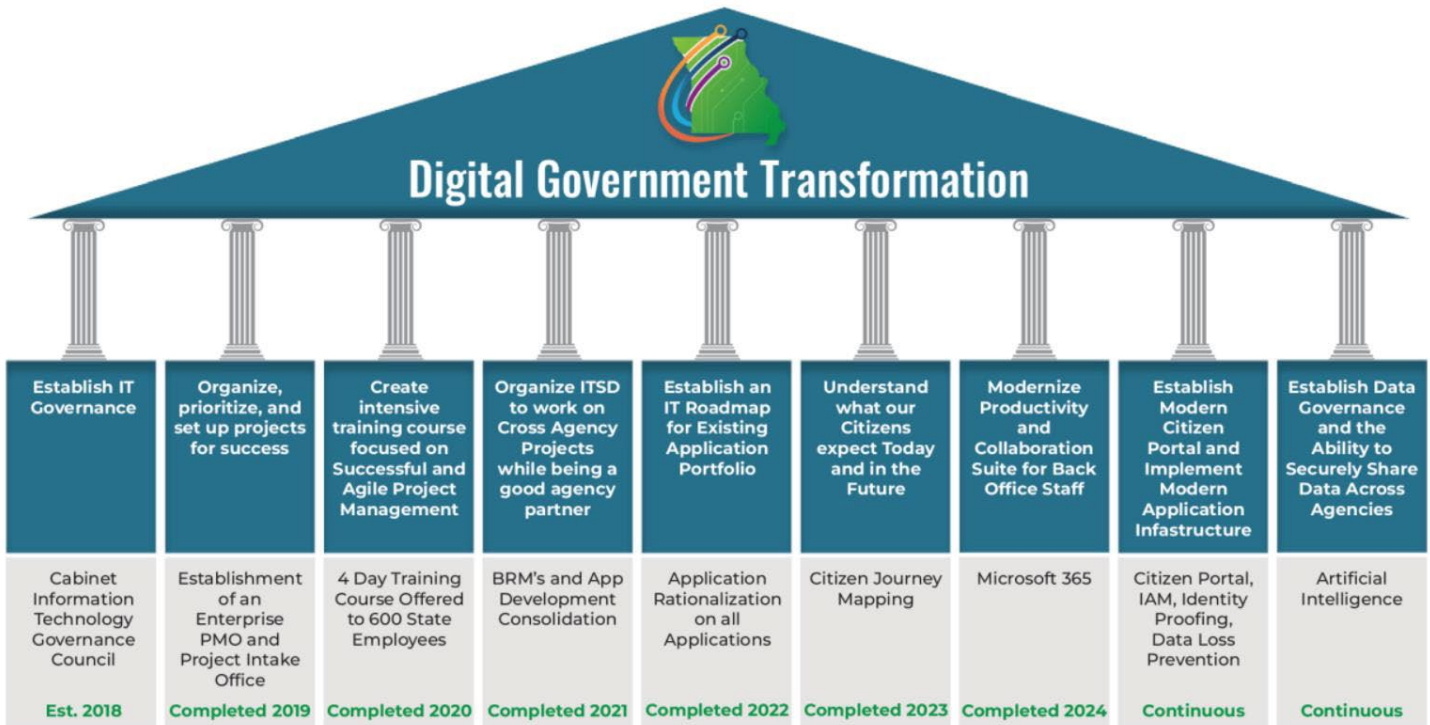 Digital Government Transformation
Establish IT
Governance
Cabinet
Information
Technology
Governance
Council
Est. 2018
Organize,
prioritize, and
set up projects
for success
Establishment
of an
Enterprise
PMO and
Project Intake
Office
Completed 2019
Create
intensive
training course
focused on
Successful and
Agile Project
Management
4 Day Training
Course Offered
to 600 State
Employees
Completed 2020
Organize ITSD
to work on
Cross Agency
Projects
while being a
good agency
partner
BRM's and App
Development
Consolidation
Completed 2021
Establish an
IT Roadmap
for Existing
Application
Portfolio
Application
Rationalization
on all
Applications
Completed 2022
Understand
what our
Citizens
expect Today
and in the
Future
Citizen Journey
Mapping
Completed 2023
Modernize
Productivity
and
Collaboration
Suite for Back
Office Staff
Microsoft 365
Completed 2024
Establish
Modern
Citizen
Portal and
Implement
Modern
Application
Infastructure
Citizen Portal,
IAM, Identity
Proofing,
Data Loss
Prevention
Continuous
Establish Data
Governance
and the
Ability to
Securely Share
Data Across
Agencies
Artificial
Intelligence
Continuous